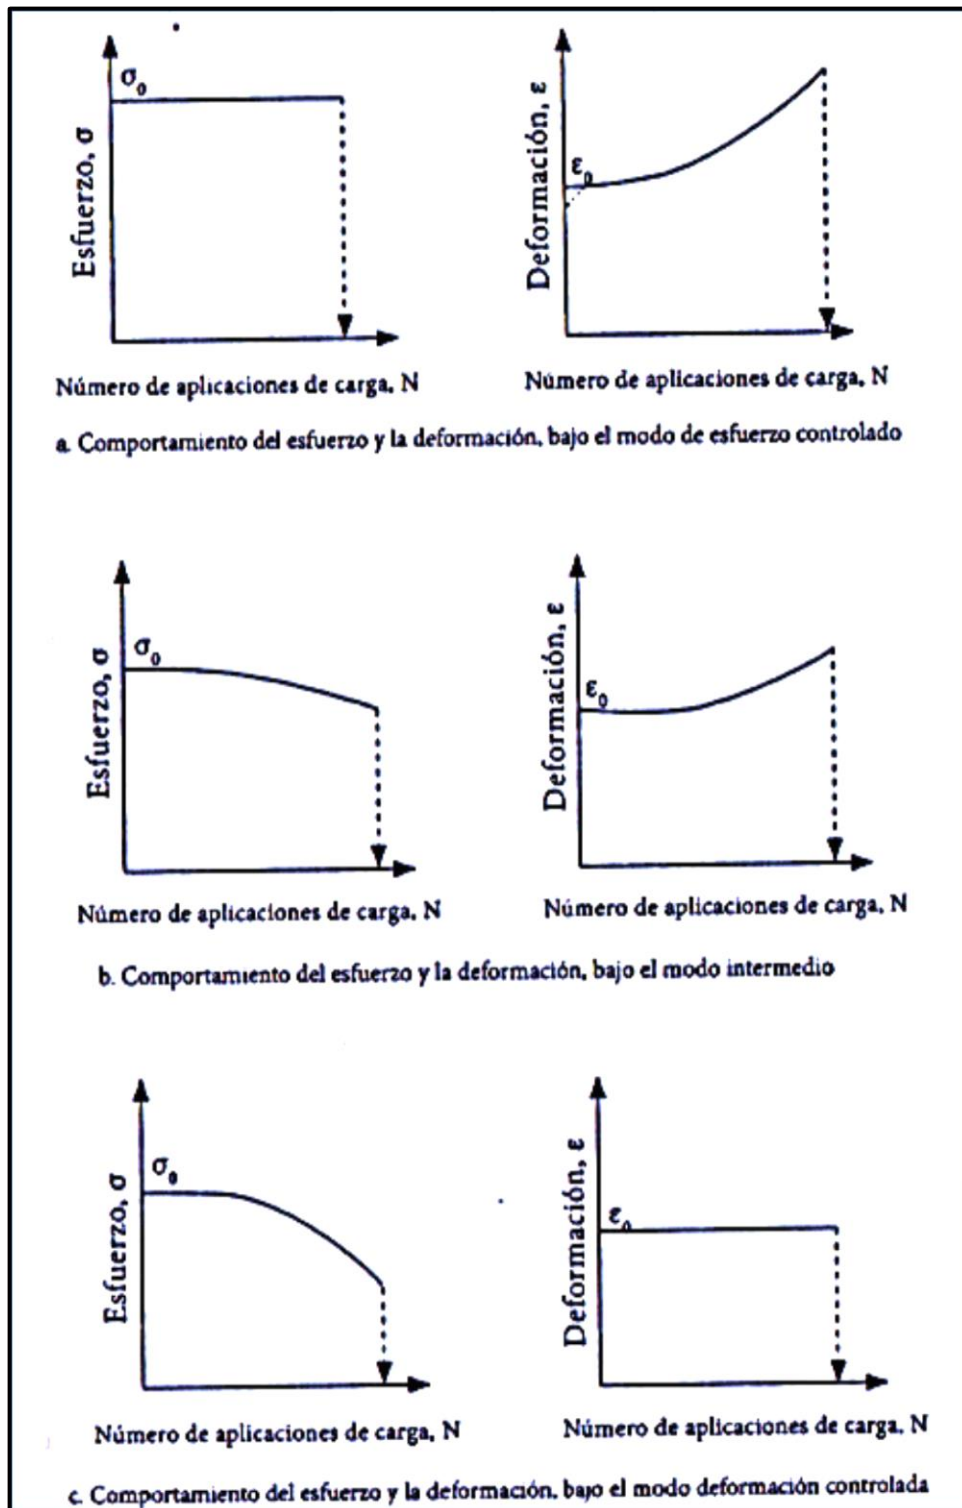 σ₀
Esfuerzo, σ
Número de aplicaciones de carga, N
ε₀
Deformación, ε
Número de aplicaciones de carga, N
a. Comportamiento del esfuerzo y la deformación, bajo el modo de esfuerzo controlado
σ₀
Esfuerzo, σ
Número de aplicaciones de carga, N
ε₀
Deformación, ε
Número de aplicaciones de carga, N
b. Comportamiento del esfuerzo y la deformación, bajo el modo intermedio
σ₀
Esfuerzo, σ
Número de aplicaciones de carga, N
ε₀
Deformación, ε
Número de aplicaciones de carga, N
c. Comportamiento del esfuerzo y la deformación, bajo el modo deformación controlada